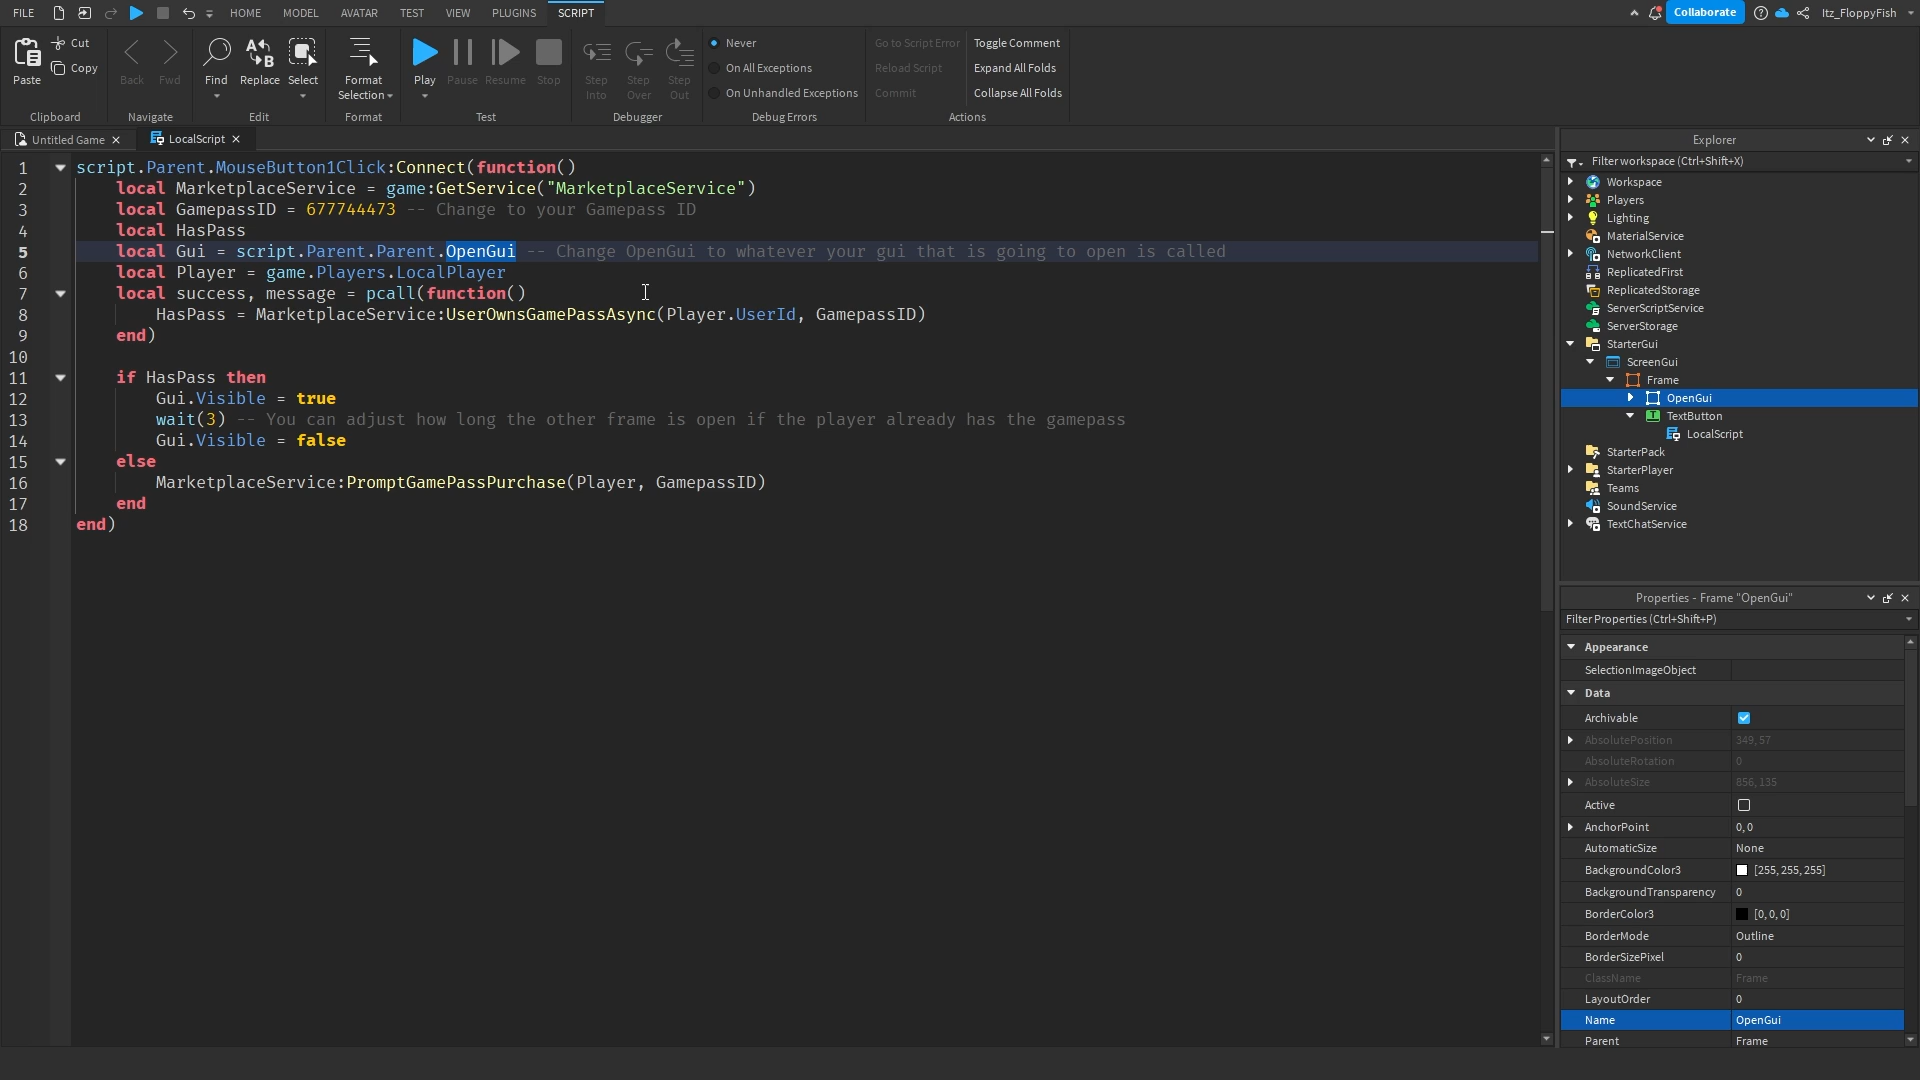 FILE HOME MODEL AVATAR TEST VIEW PLUGINS SCRIPT Collaborate Itz_FloppyFish
Paste Cut Copy
Clipboard
Back Fwd
Navigate
Find Replace Select
Edit
Format Selection
Format
Play Pause Resume Stop
Test
Step Into Step Over Step Out
Debugger
Never
On All Exceptions
On Unhandled Exceptions
Debug Errors
Go to Script Error Toggle Comment
Reload Script Expand All Folds
Commit Collapse All Folds
Actions
Untitled Game LocalScript
1 script.Parent.MouseButton1Click:Connect(function()
2 local MarketplaceService = game:GetService("MarketplaceService")
3 local GamepassID = 677744473 -- Change to your Gamepass ID
4 local HasPass
5 local Gui = script.Parent.Parent.OpenGui -- Change OpenGui to whatever your gui that is going to open is called
6 local Player = game.Players.LocalPlayer
7 local success, message = pcall(function()
8 HasPass = MarketplaceService:UserOwnsGamePassAsync(Player.UserId, GamepassID)
9 end)
10
11 if HasPass then
12 Gui.Visible = true
13 wait(3) -- You can adjust how long the other frame is open if the player already has the gamepass
14 Gui.Visible = false
15 else
16 MarketplaceService:PromptGamePassPurchase(Player, GamepassID)
17 end
18 end)
Explorer
Filter workspace (Ctrl+Shift+X)
Workspace
Players
Lighting
MaterialService
NetworkClient
ReplicatedFirst
ReplicatedStorage
ServerScriptService
ServerStorage
StarterGui
ScreenGui
Frame
OpenGui
TextButton
LocalScript
StarterPack
StarterPlayer
Teams
SoundService
TextChatService
Properties - Frame "OpenGui"
Filter Properties (Ctrl+Shift+P)
Appearance
SelectionImageObject
Data
Archivable
AbsolutePosition 349, 57
AbsoluteRotation 0
AbsoluteSize 856, 135
Active
AnchorPoint 0, 0
AutomaticSize None
BackgroundColor3 [255, 255, 255]
BackgroundTransparency 0
BorderColor3 [0, 0, 0]
BorderMode Outline
BorderSizePixel 0
ClassName Frame
LayoutOrder 0
Name OpenGui
Parent Frame